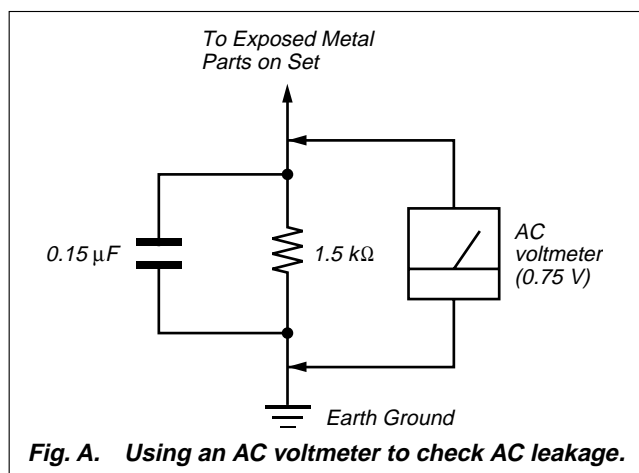 To Exposed Metal
Parts on Set
0.15 µF
1.5 kΩ
AC
voltmeter
(0.75 V)
Earth Ground
Fig. A. Using an AC voltmeter to check AC leakage.